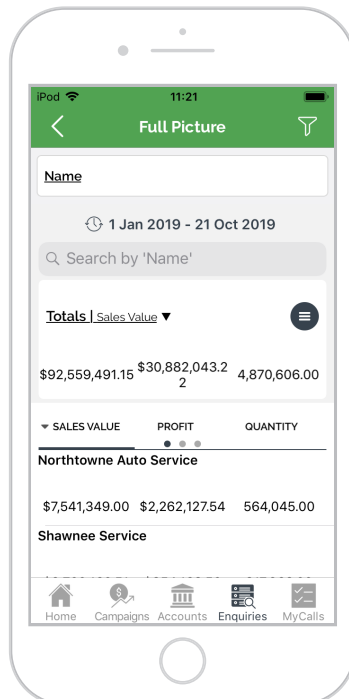 iPod 11:21
Full Picture
Name
1 Jan 2019 - 21 Oct 2019
Search by 'Name'
Totals | Sales Value ▼
$92,559,491.15 $30,882,043.2
2 4,870,606.00
▼ SALES VALUE PROFIT QUANTITY
Northtowne Auto Service
$7,541,349.00 $2,262,127.54 564,045.00
Shawnee Service
Home Campaigns Accounts Enquiries MyCalls